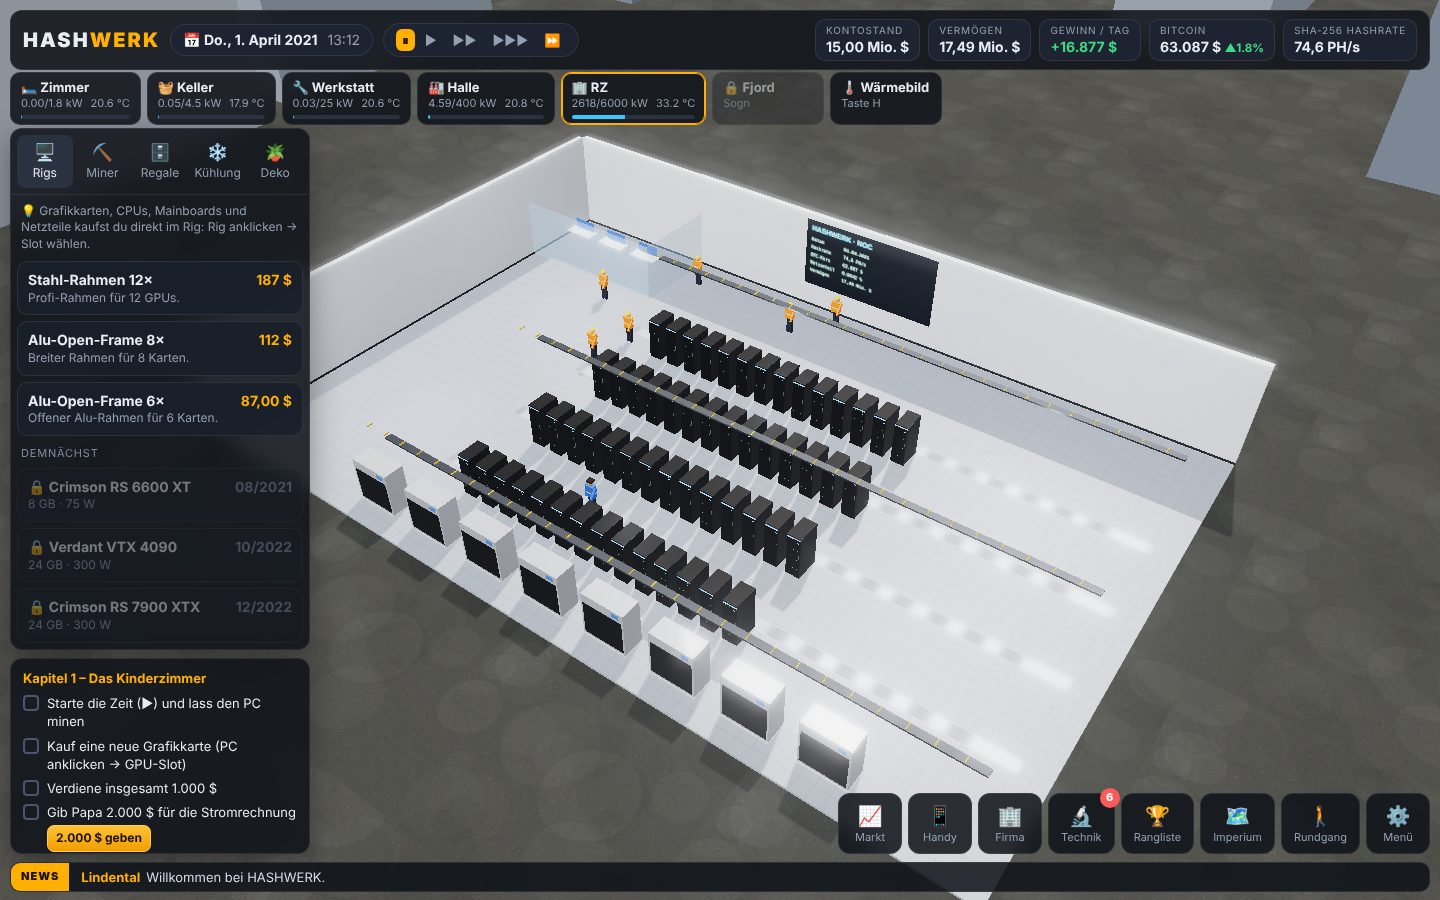 HASHWERK
📅 Do., 1. April 2021 13:12
KONTOSTAND
15,00 Mio. $
VERMÖGEN
17,49 Mio. $
GEWINN / TAG
+16.877 $
BITCOIN
63.087 $ ▲1.8%
SHA-256 HASHRATE
74,6 PH/s
Zimmer
0.00/1.8 kW 20.6 °C
Keller
0.05/4.5 kW 17.9 °C
Werkstatt
0.03/25 kW 20.6 °C
Halle
4.59/400 kW 20.8 °C
RZ
2618/6000 kW 33.2 °C
Fjord
Sogn
Wärmebild
Taste H
Rigs
Miner
Regale
Kühlung
Deko
💡 Grafikkarten, CPUs, Mainboards und
Netzteile kaufst du direkt im Rig: Rig anklicken →
Slot wählen.
Stahl-Rahmen 12× 187 $
Profi-Rahmen für 12 GPUs.
Alu-Open-Frame 8× 112 $
Breiter Rahmen für 8 Karten.
Alu-Open-Frame 6× 87,00 $
Offener Alu-Rahmen für 6 Karten.
DEMNÄCHST
Crimson RS 6600 XT 08/2021
8 GB · 75 W
Verdant VTX 4090 10/2022
24 GB · 300 W
Crimson RS 7900 XTX 12/2022
24 GB · 300 W
HASHWERK · NOC
Kapitel 1 – Das Kinderzimmer
Starte die Zeit (▶) und lass den PC
minen
Kauf eine neue Grafikkarte (PC
anklicken → GPU-Slot)
Verdiene insgesamt 1.000 $
Gib Papa 2.000 $ für die Stromrechnung
2.000 $ geben
Markt
Handy
Firma
6
Technik
Rangliste
Imperium
Rundgang
Menü
NEWS Lindental Willkommen bei HASHWERK.